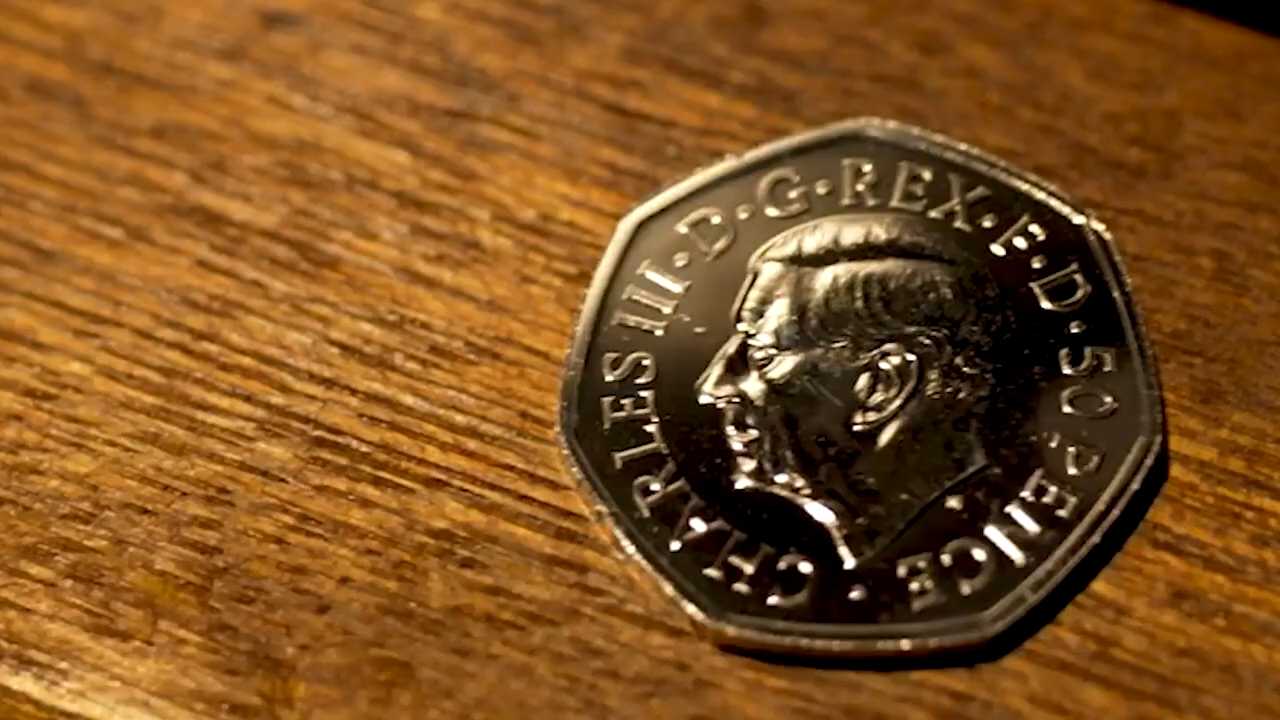 CHARLES III · D · G · REX · F · D · 50 PENCE ·